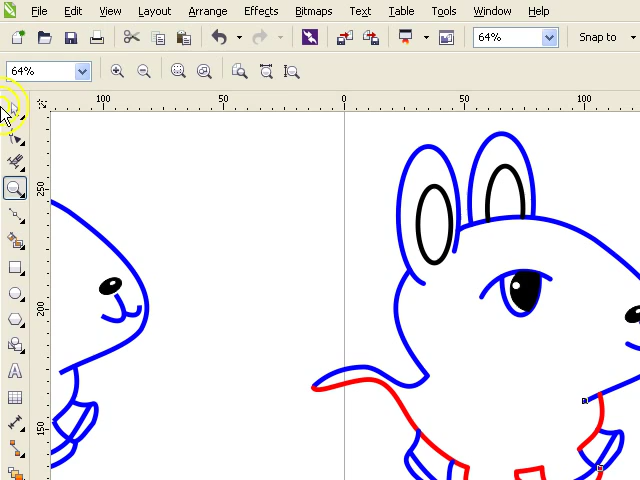 File Edit View Layout Arrange Effects Bitmaps Text Table Tools Window Help
64% Snap to
64%
100 50 0 50 100
250
200
150